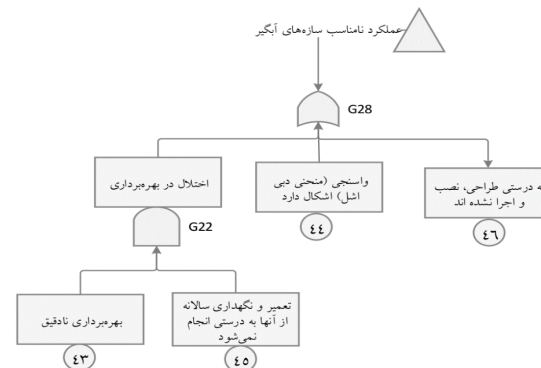 عملکرد نامناسب سازه‌های آبگیر
G28
اختلال در بهره‌برداری
واسنجی (منحنی دبی
اشل) اشکال دارد
به درستی طراحی، نصب
و اجرا نشده اند
G22
٤٤
٤٦
بهره‌برداری نادقیق
تعمیر و نگهداری سالانه
از آنها به درستی انجام
نمی‌شود
٤٣
٤٥